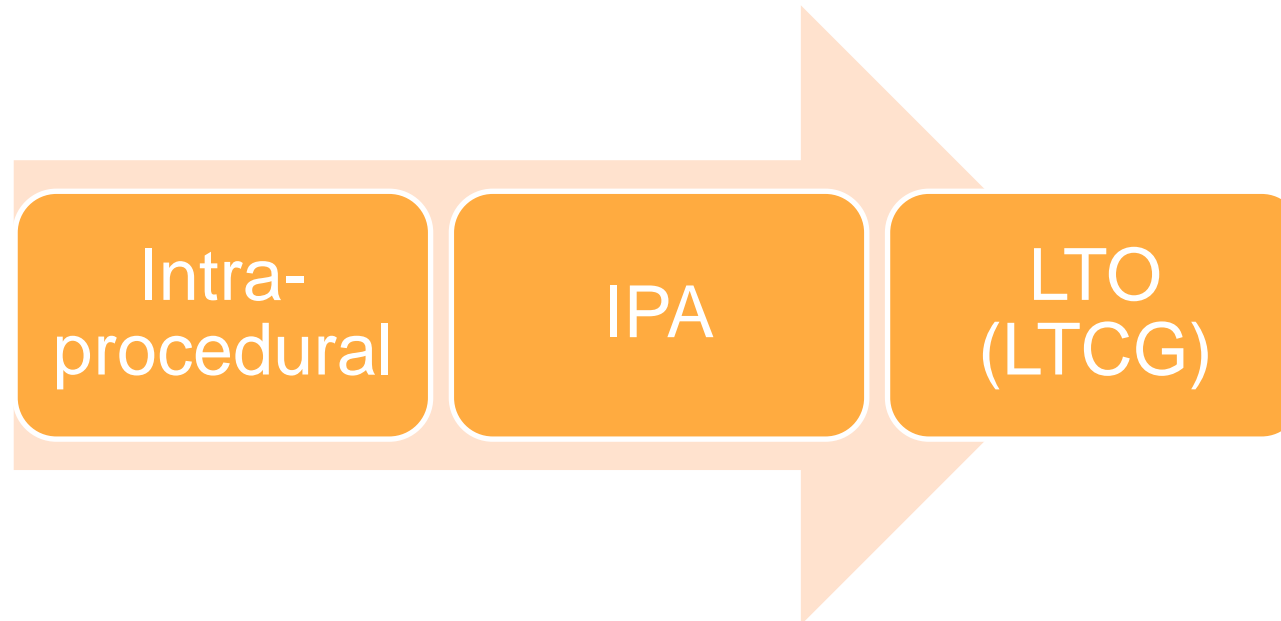 Intra-
procedural
IPA
LTO
(LTCG)